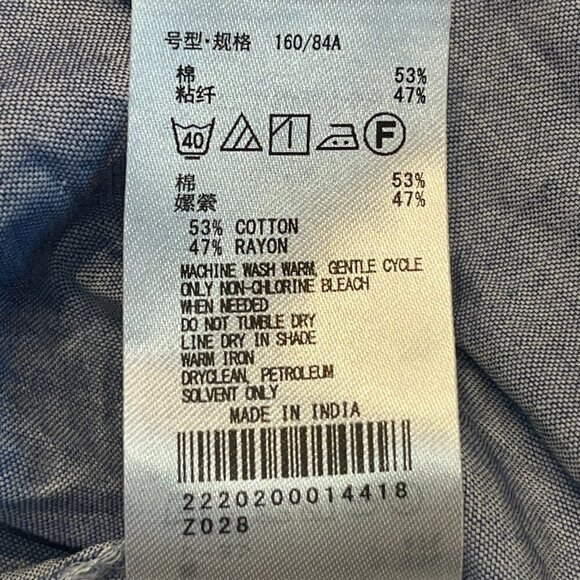 号型·规格 160/84A
棉 53%
粘纤 47%
40 F
棉 53%
嫘縈 47%
53% COTTON
47% RAYON
MACHINE WASH WARM, GENTLE CYCLE
ONLY NON-CHLORINE BLEACH
WHEN NEEDED
DO NOT TUMBLE DRY
LINE DRY IN SHADE
WARM IRON
DRYCLEAN, PETROLEUM
SOLVENT ONLY
MADE IN INDIA
2220200014418
Z028